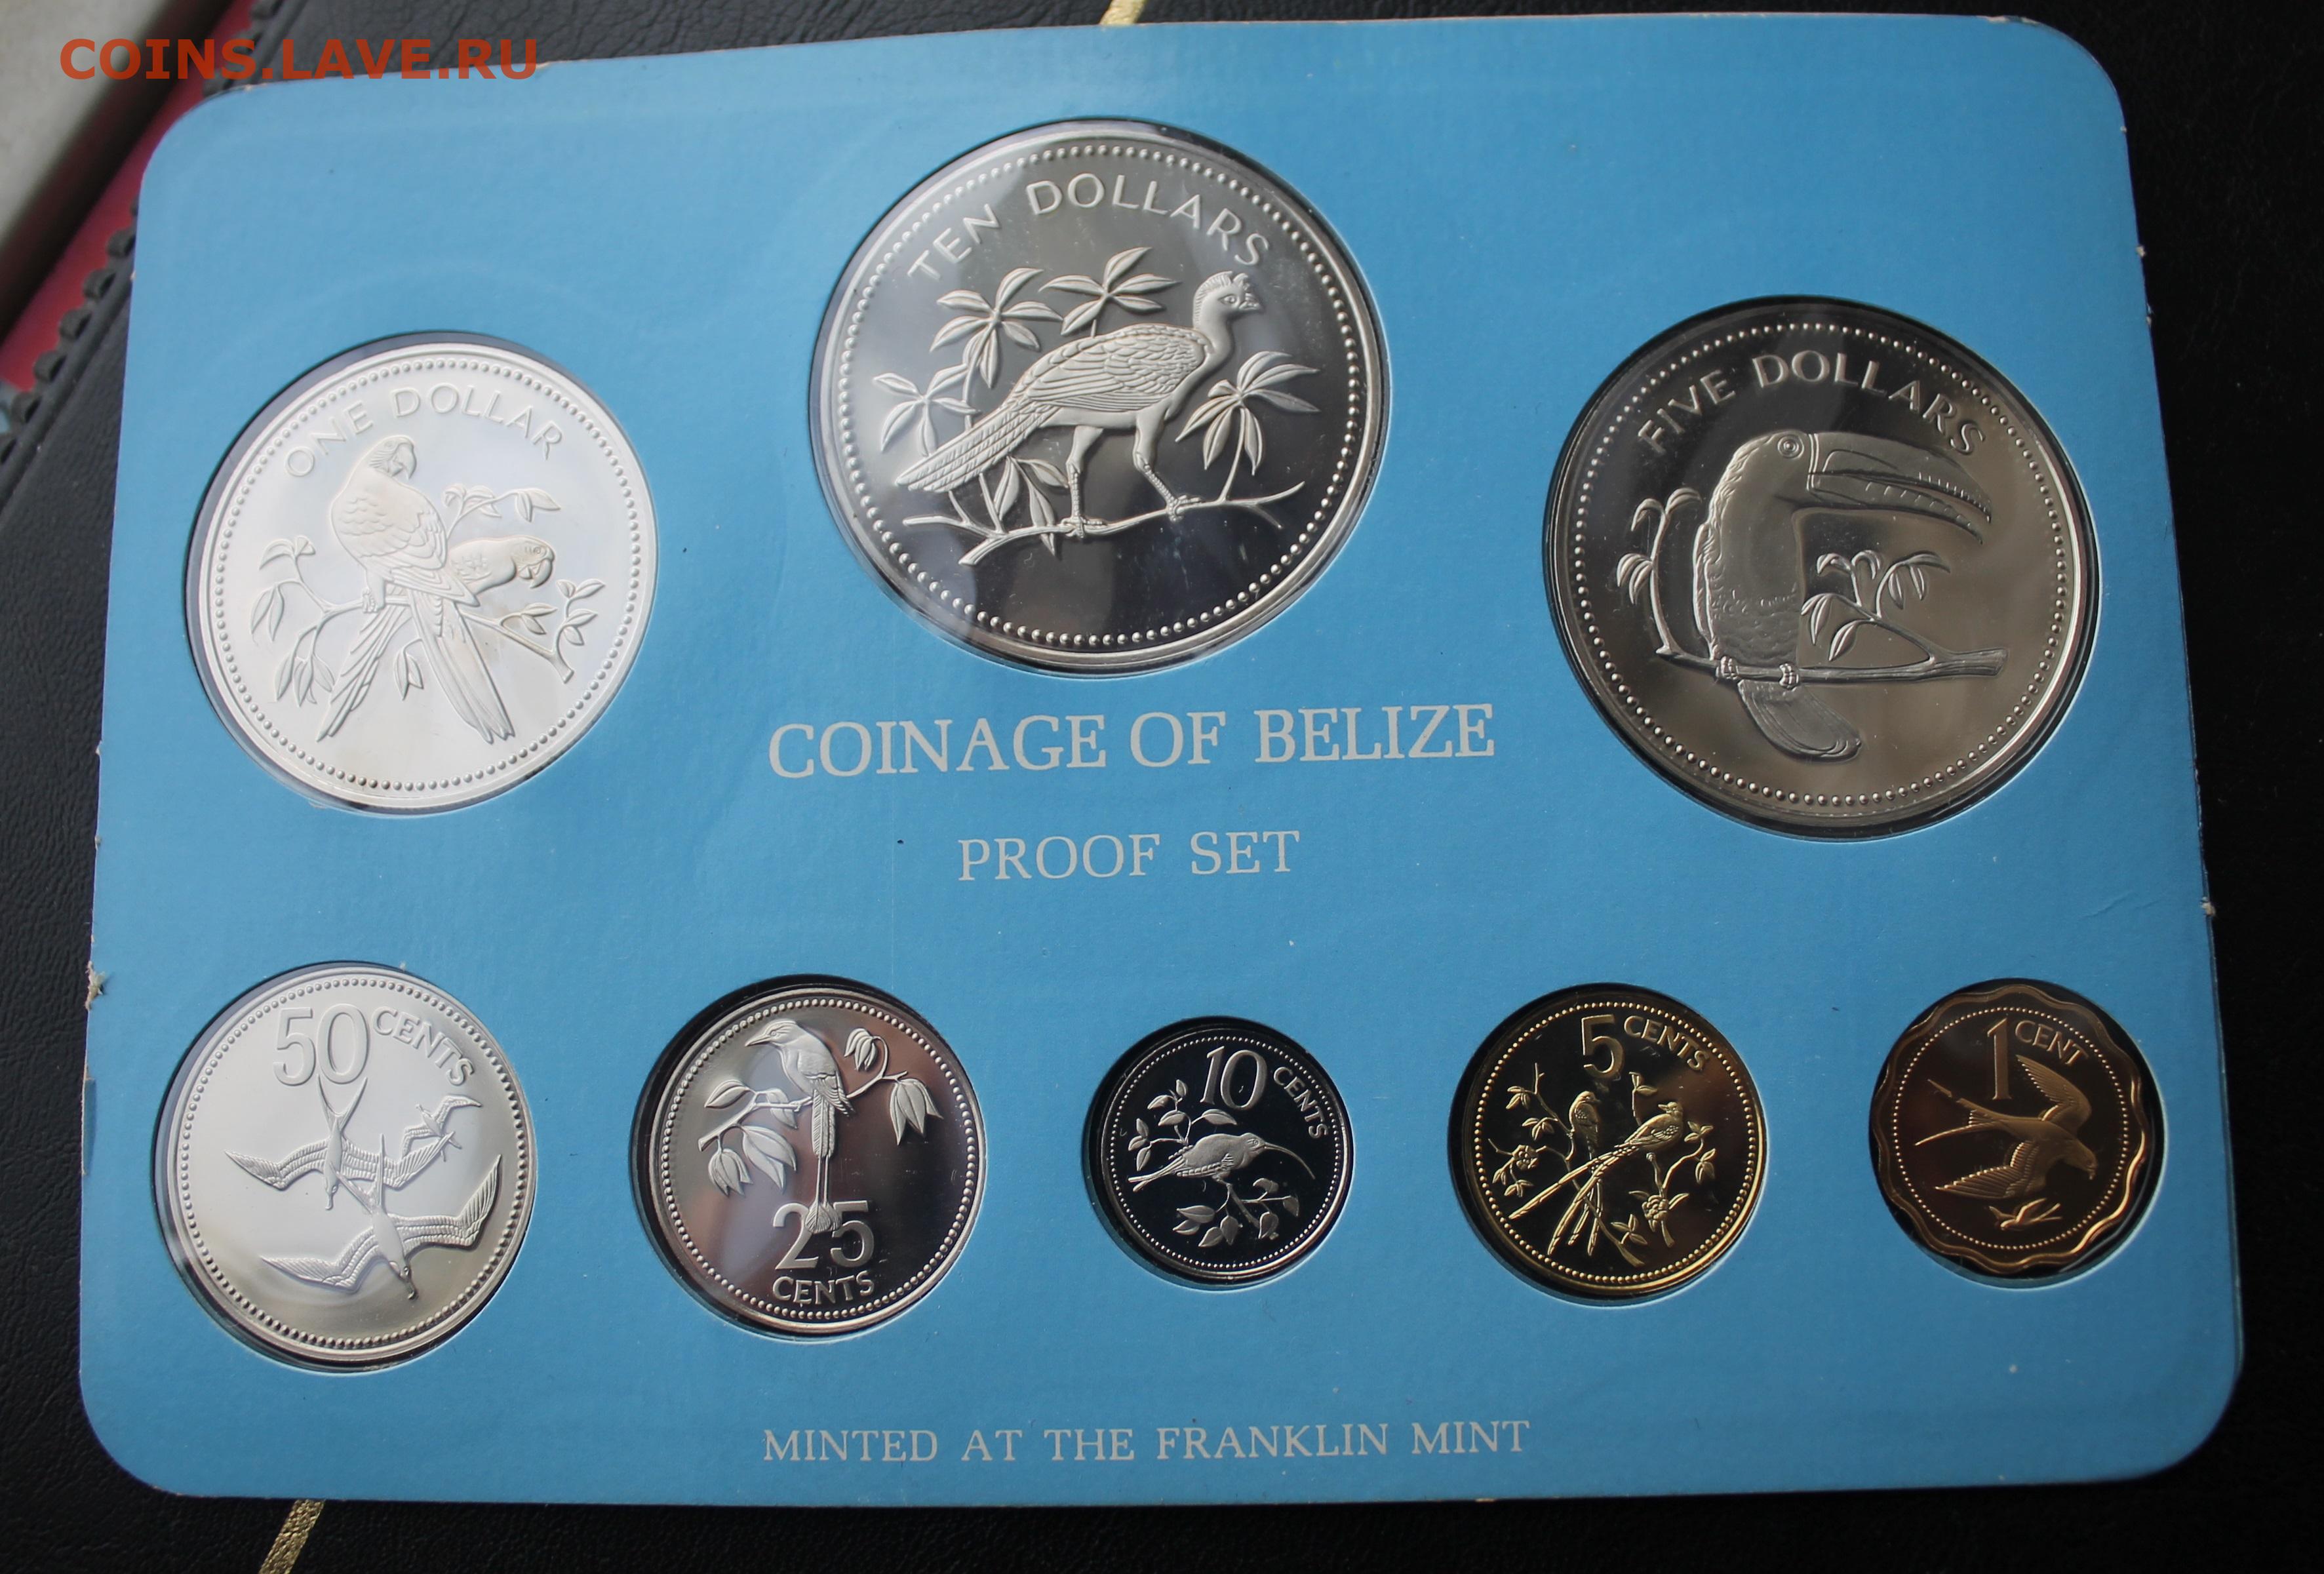 COINS.LAVE.RU
TEN DOLLARS
ONE DOLLAR
FIVE DOLLARS
COINAGE OF BELIZE
PROOF SET
50 CENTS
25
CENTS
10 CENTS
5 CENTS
1 CENT
MINTED AT THE FRANKLIN MINT